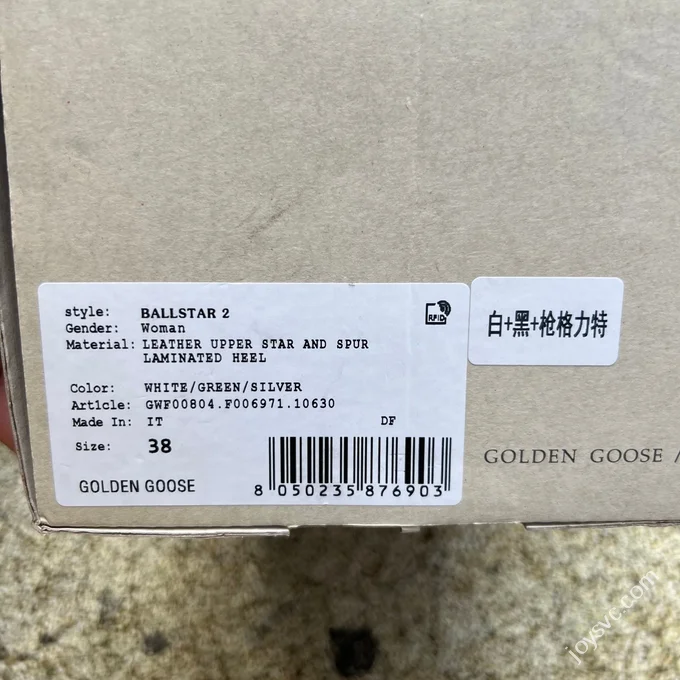 style: BALLSTAR 2
Gender: Woman
Material: LEATHER UPPER STAR AND SPUR
LAMINATED HEEL
Color: WHITE/GREEN/SILVER
Art1cle: GWF00804.F006971.10630
Made In: IT DF
Size: 38
GOLDEN GOOSE
8 050235 876903
RFID
白+黑+枪格力特
GOLDEN GOOSE /
joysvc.com